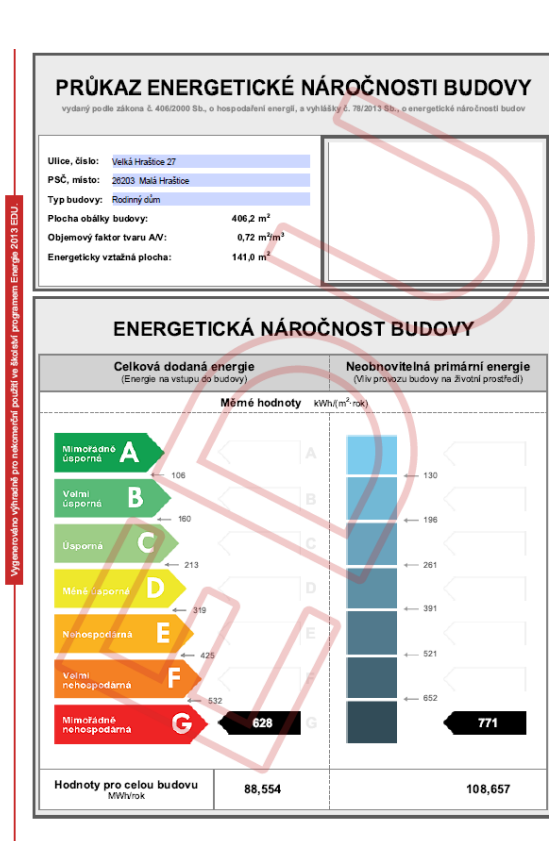 PRŮKAZ ENERGETICKÉ NÁROČNOSTI BUDOVY
vydaný podle zákona č. 406/2000 Sb., o hospodaření energií, a vyhlášky č. 78/2013 Sb., o energetické náročnosti budov
Ulice, číslo: Velká Hraštice 27
PSČ, místo: 26203 Malá Hraštice
Typ budovy: Rodinný dům
Plocha obálky budovy: 406,2 m²
Objemový faktor tvaru A/V: 0,72 m²/m³
Energeticky vztažná plocha: 141,0 m²
Vygenerováno výhradně pro nekomerční použití ve školství programem Energie 2013 EDU.
ENERGETICKÁ NÁROČNOST BUDOVY
Celková dodaná energie
(Energie na vstupu do budovy)
Neobnovitelná primární energie
(Vliv provozu budovy na životní prostředí)
Měrné hodnoty kWh/(m²·rok)
Mimořádně úsporná A A
106 130
Velmi úsporná B B
160 196
Úsporná C C
213 261
Méně úsporná D D
319 391
Nehospodárná E E
425 521
Velmi nehospodárná F F
532 652
Mimořádně nehospodárná G 628 G 771
Hodnoty pro celou budovu
MWh/rok
88,554 108,657
EDU